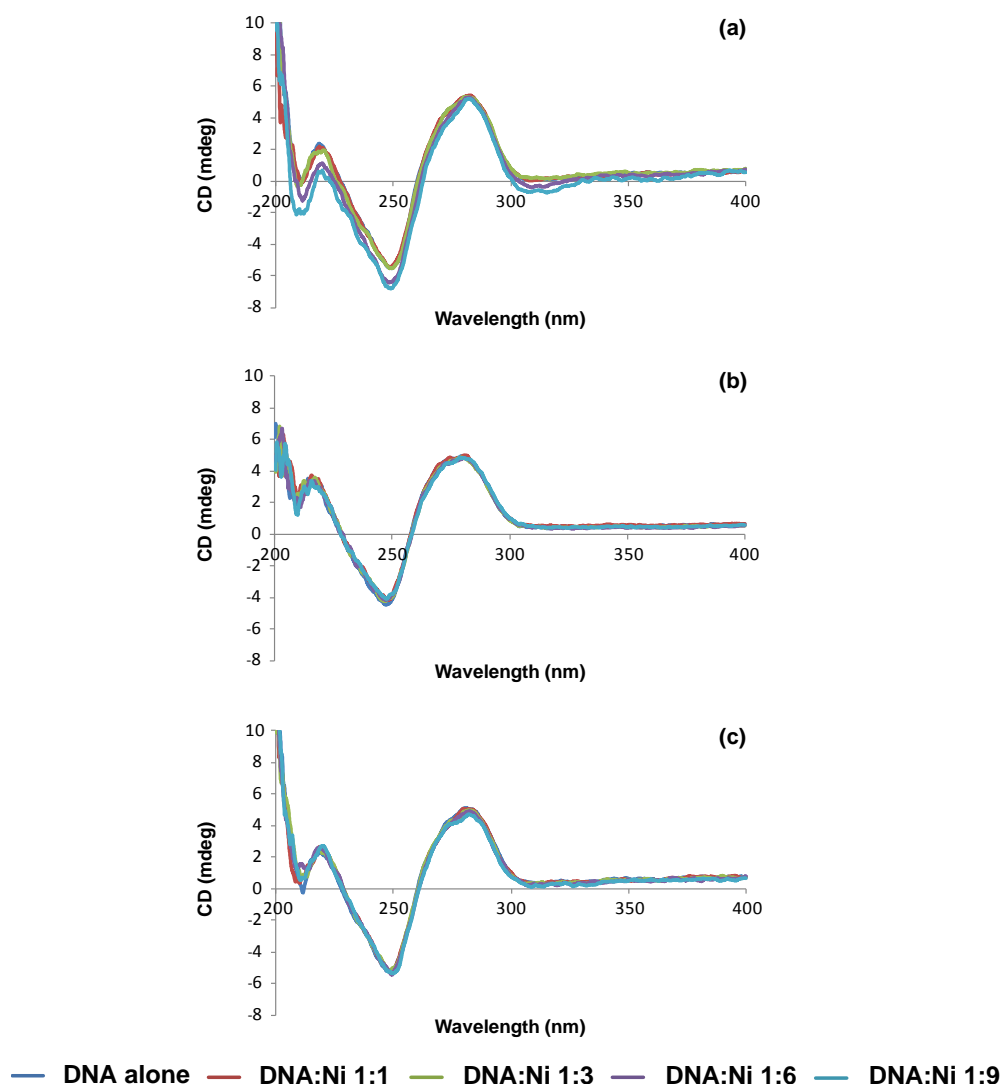 (a)
10
8
6
4
2
0
-2
-4
-6
-8
CD (mdeg)
200 250 300 350 400
Wavelength (nm)
(b)
10
8
6
4
2
0
-2
-4
-6
-8
CD (mdeg)
200 250 300 350 400
Wavelength (nm)
(c)
10
8
6
4
2
0
-2
-4
-6
-8
CD (mdeg)
200 250 300 350 400
Wavelength (nm)
DNA alone DNA:Ni 1:1 DNA:Ni 1:3 DNA:Ni 1:6 DNA:Ni 1:9